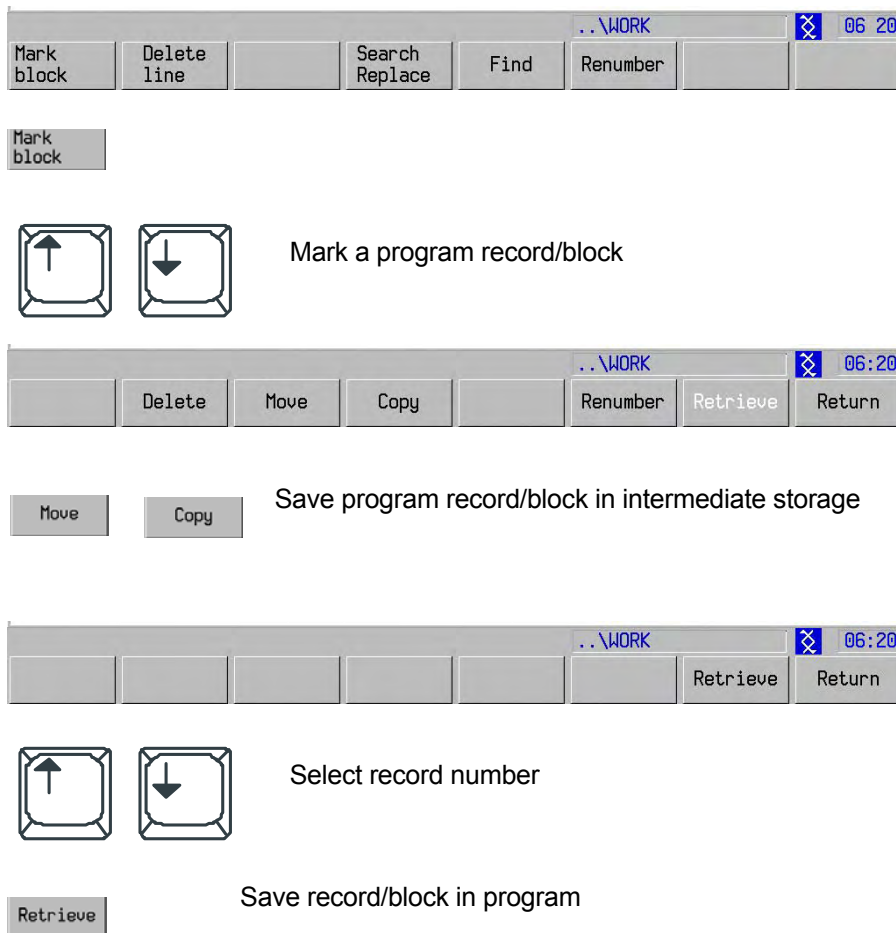 ..\WORK 06 20
Mark block Delete line Search Replace Find Renumber
Mark
block
Mark a program record/block
..\WORK 06:20
Delete Move Copy Renumber Retrieve Return
Move Copy Save program record/block in intermediate storage
..\WORK 06:20
Retrieve Return
Select record number
Save record/block in program
Retrieve